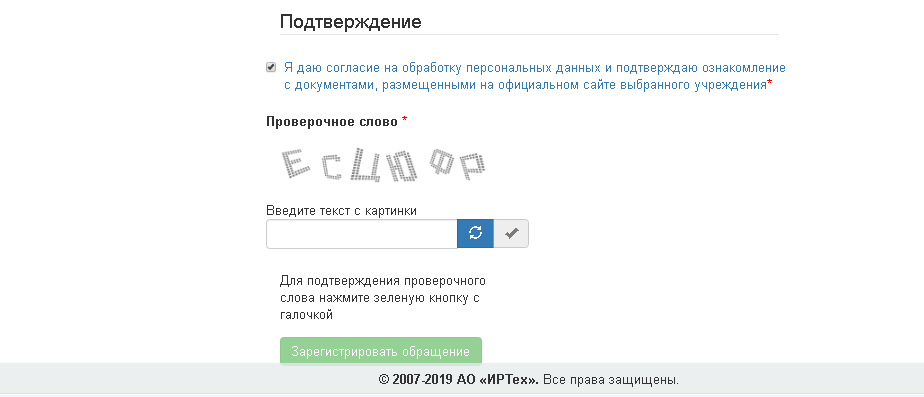 Подтверждение
Я даю согласие на обработку персональных данных и подтверждаю ознакомление
с документами, размещенными на официальном сайте выбранного учреждения*
Проверочное слово *
Введите текст с картинки
Для подтверждения проверочного
слова нажмите зеленую кнопку с
галочкой
Зарегистрировать обращение
© 2007-2019 АО «ИРТех». Все права защищены.